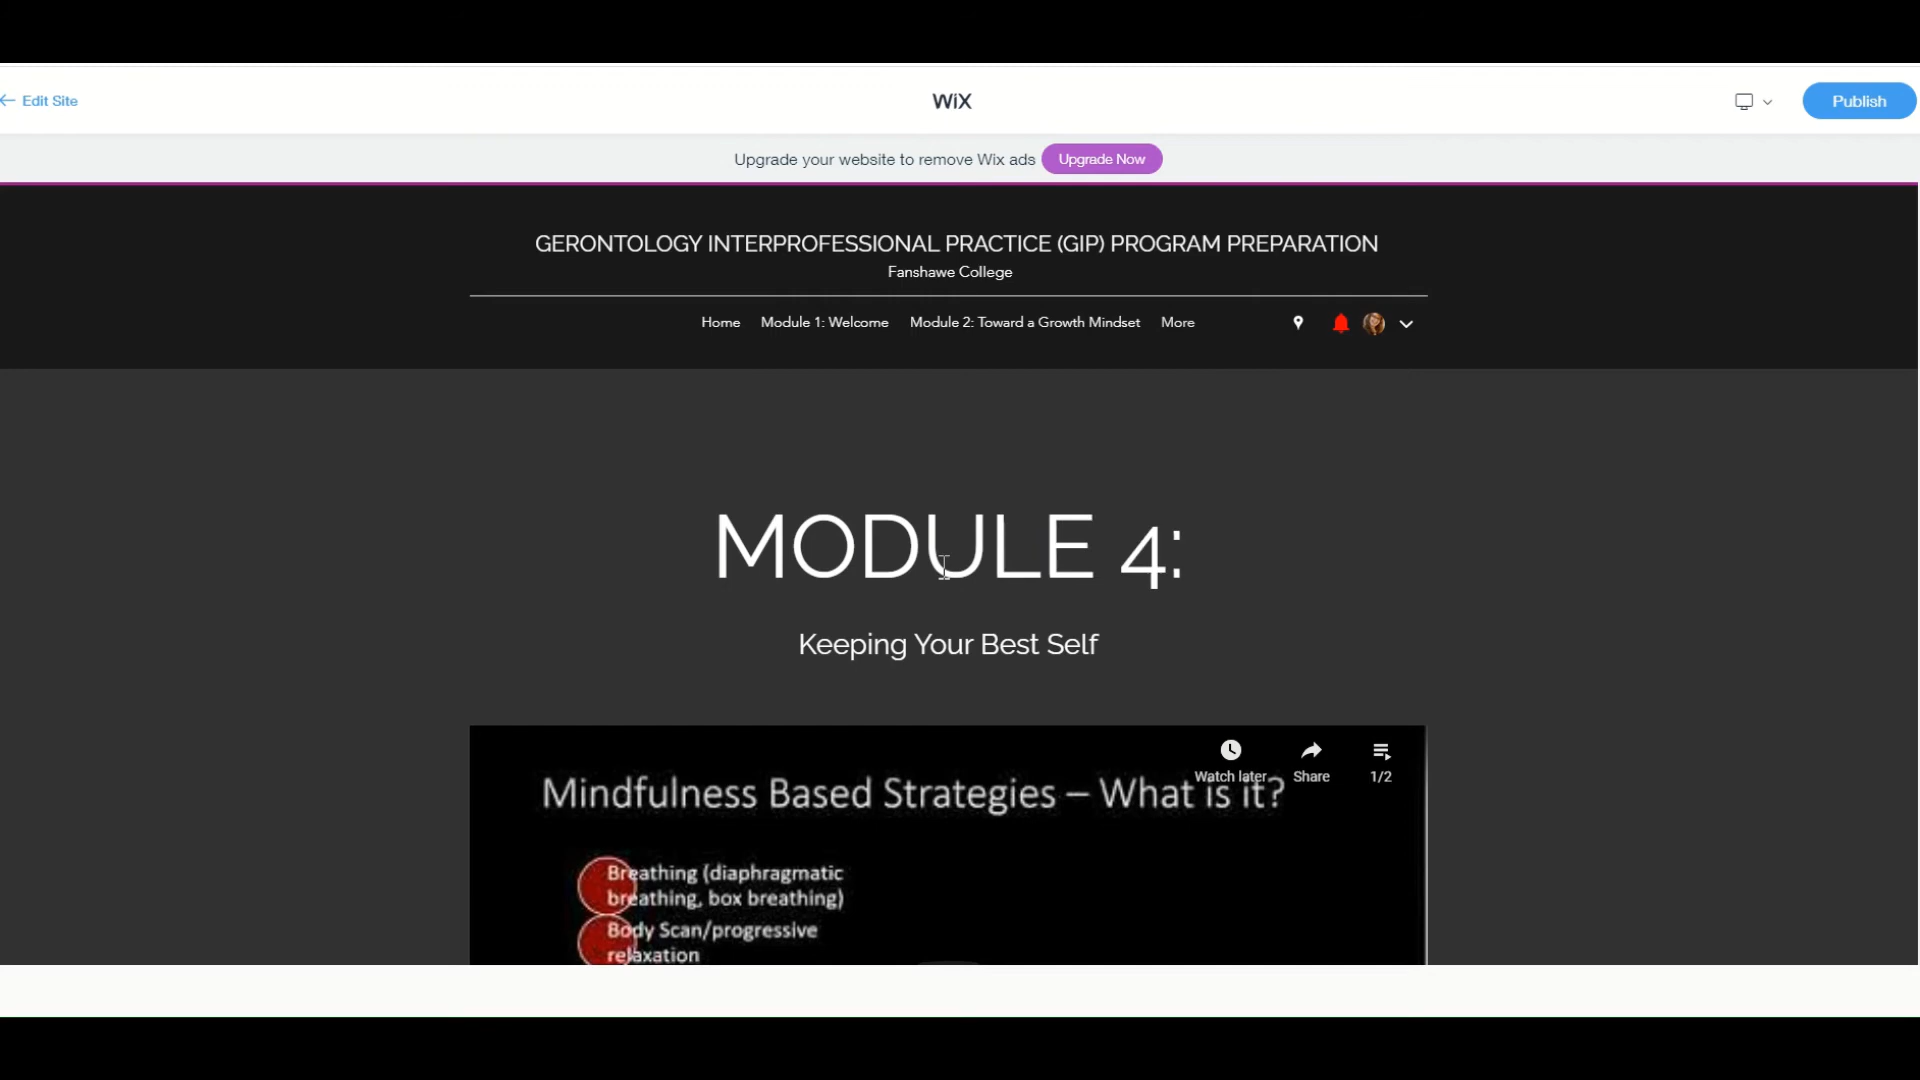 Edit Site
WiX
Publish
Upgrade your website to remove Wix ads
Upgrade Now
GERONTOLOGY INTERPROFESSIONAL PRACTICE (GIP) PROGRAM PREPARATION
Fanshawe College
Home
Module 1: Welcome
Module 2: Toward a Growth Mindset
More
MODULE 4:
Keeping Your Best Self
Watch later
Share
1/2
Mindfulness Based Strategies – What is it?
Breathing (diaphragmatic
breathing, box breathing)
Body Scan/progressive
relaxation